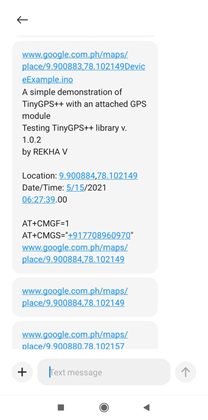 www.google.com.ph/maps/
place/9.900883,78.102149Devic
eExample.ino
A simple demonstration of
TinyGPS++ with an attached GPS
module
Testing TinyGPS++ library v.
1.0.2
by REKHA V
Location: 9.900884,78.102149
Date/Time: 5/15/2021
06:27:39.00
AT+CMGF=1
AT+CMGS="+917708960970"
www.google.com.ph/maps/
place/9.900884,78.102149
www.google.com.ph/maps/
place/9.900884,78.102149
www.google.com.ph/maps/
place/9.900880,78.102157
Text message